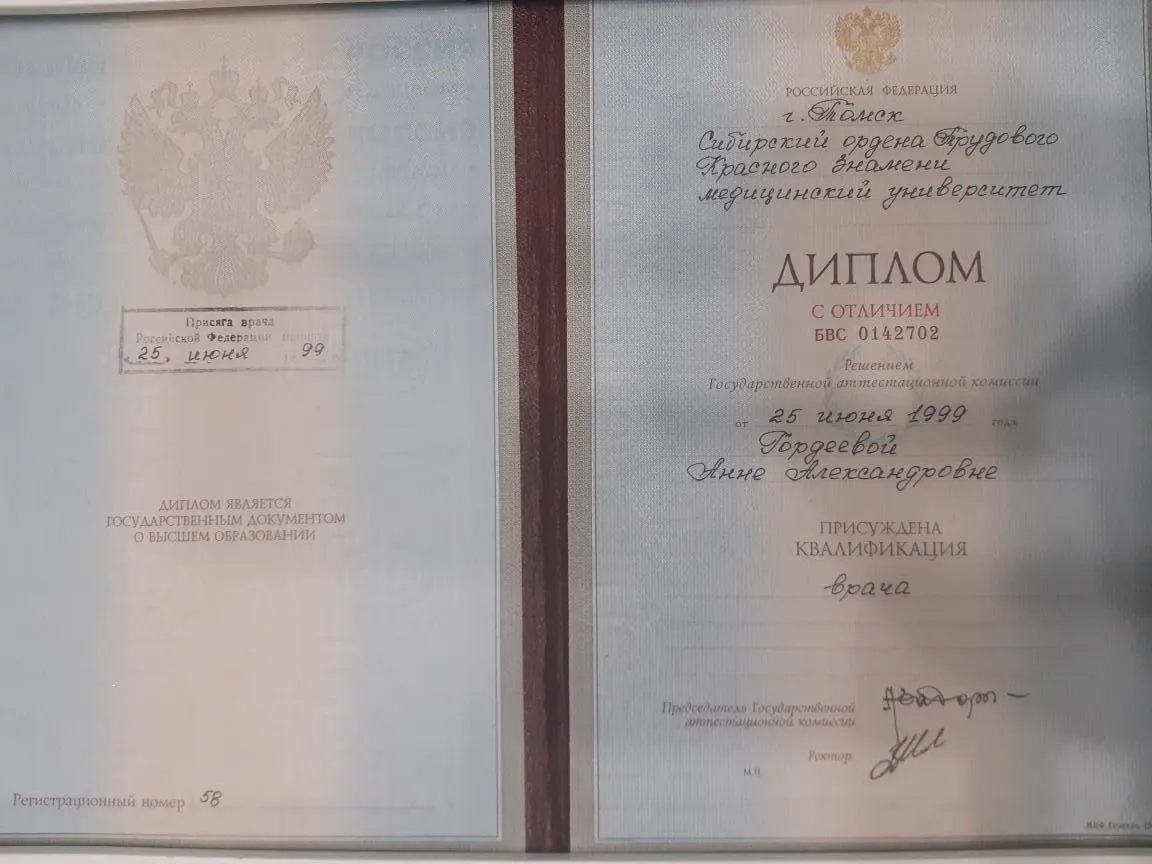 Присяга врача
Российской Федерации принята
25. июня 99
ДИПЛОМ ЯВЛЯЕТСЯ
ГОСУДАРСТВЕННЫМ ДОКУМЕНТОМ
О ВЫСШЕМ ОБРАЗОВАНИИ
Регистрационный номер 58
РОССИЙСКАЯ ФЕДЕРАЦИЯ
г. Томск
Сибирский ордена Трудового
Красного Знамени
медицинский университет
ДИПЛОМ
С ОТЛИЧИЕМ
БВС 0142702
Решением
Государственной аттестационной комиссии
от 25 июня 1999 года
Гордеевой
Анне Александровне
ПРИСУЖДЕНА
КВАЛИФИКАЦИЯ
врача
Председатель Государственной
аттестационной комиссии
Ректор
М.П.